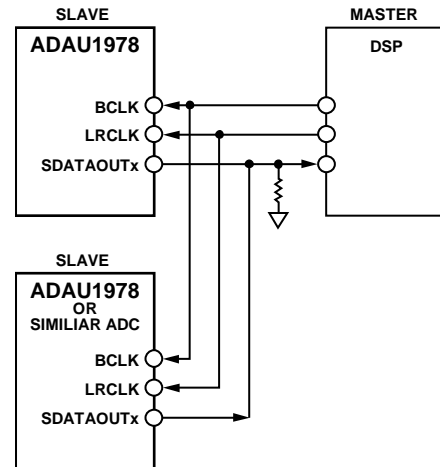 SLAVE
ADAU1978
BCLK
LRCLK
SDATAOUTx
MASTER
DSP
SLAVE
ADAU1978
OR
SIMILIAR ADC
BCLK
LRCLK
SDATAOUTx